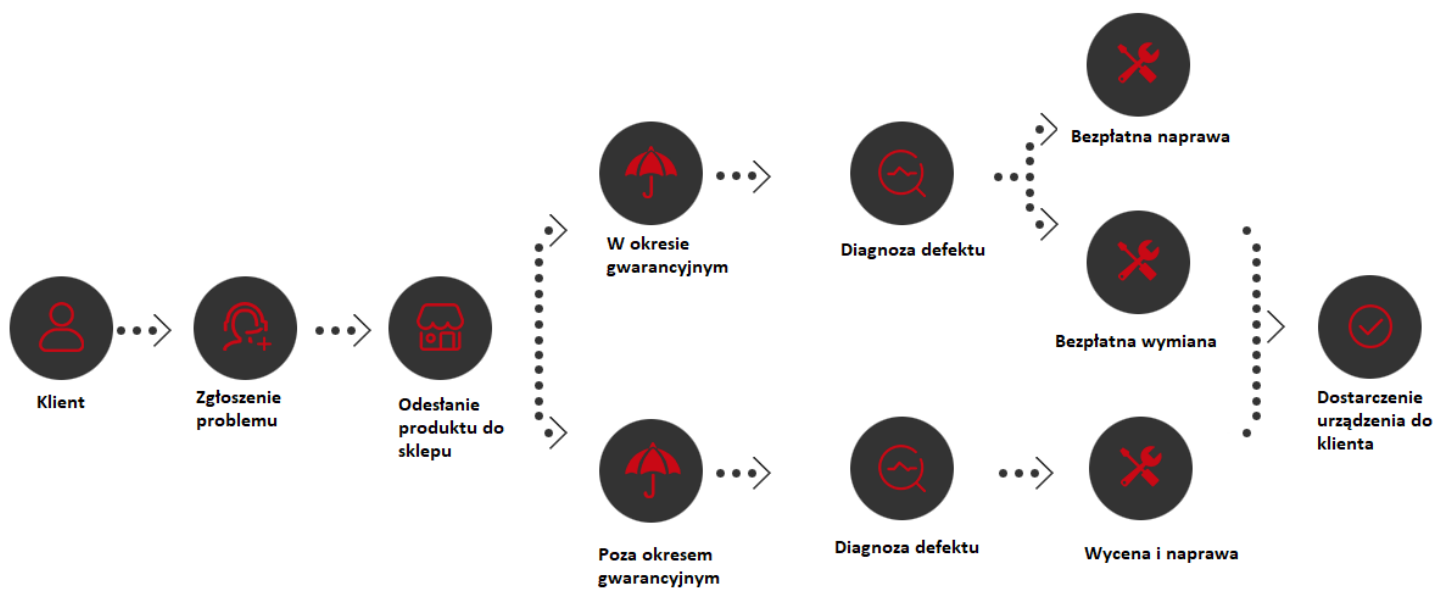 Bezpłatna naprawa
W okresie
gwarancyjnym
Diagnoza defektu
Bezpłatna wymiana
Klient
Zgłoszenie
problemu
Odesłanie
produktu do
sklepu
Dostarczenie
urządzenia do
klienta
Poza okresem
gwarancyjnym
Diagnoza defektu
Wycena i naprawa